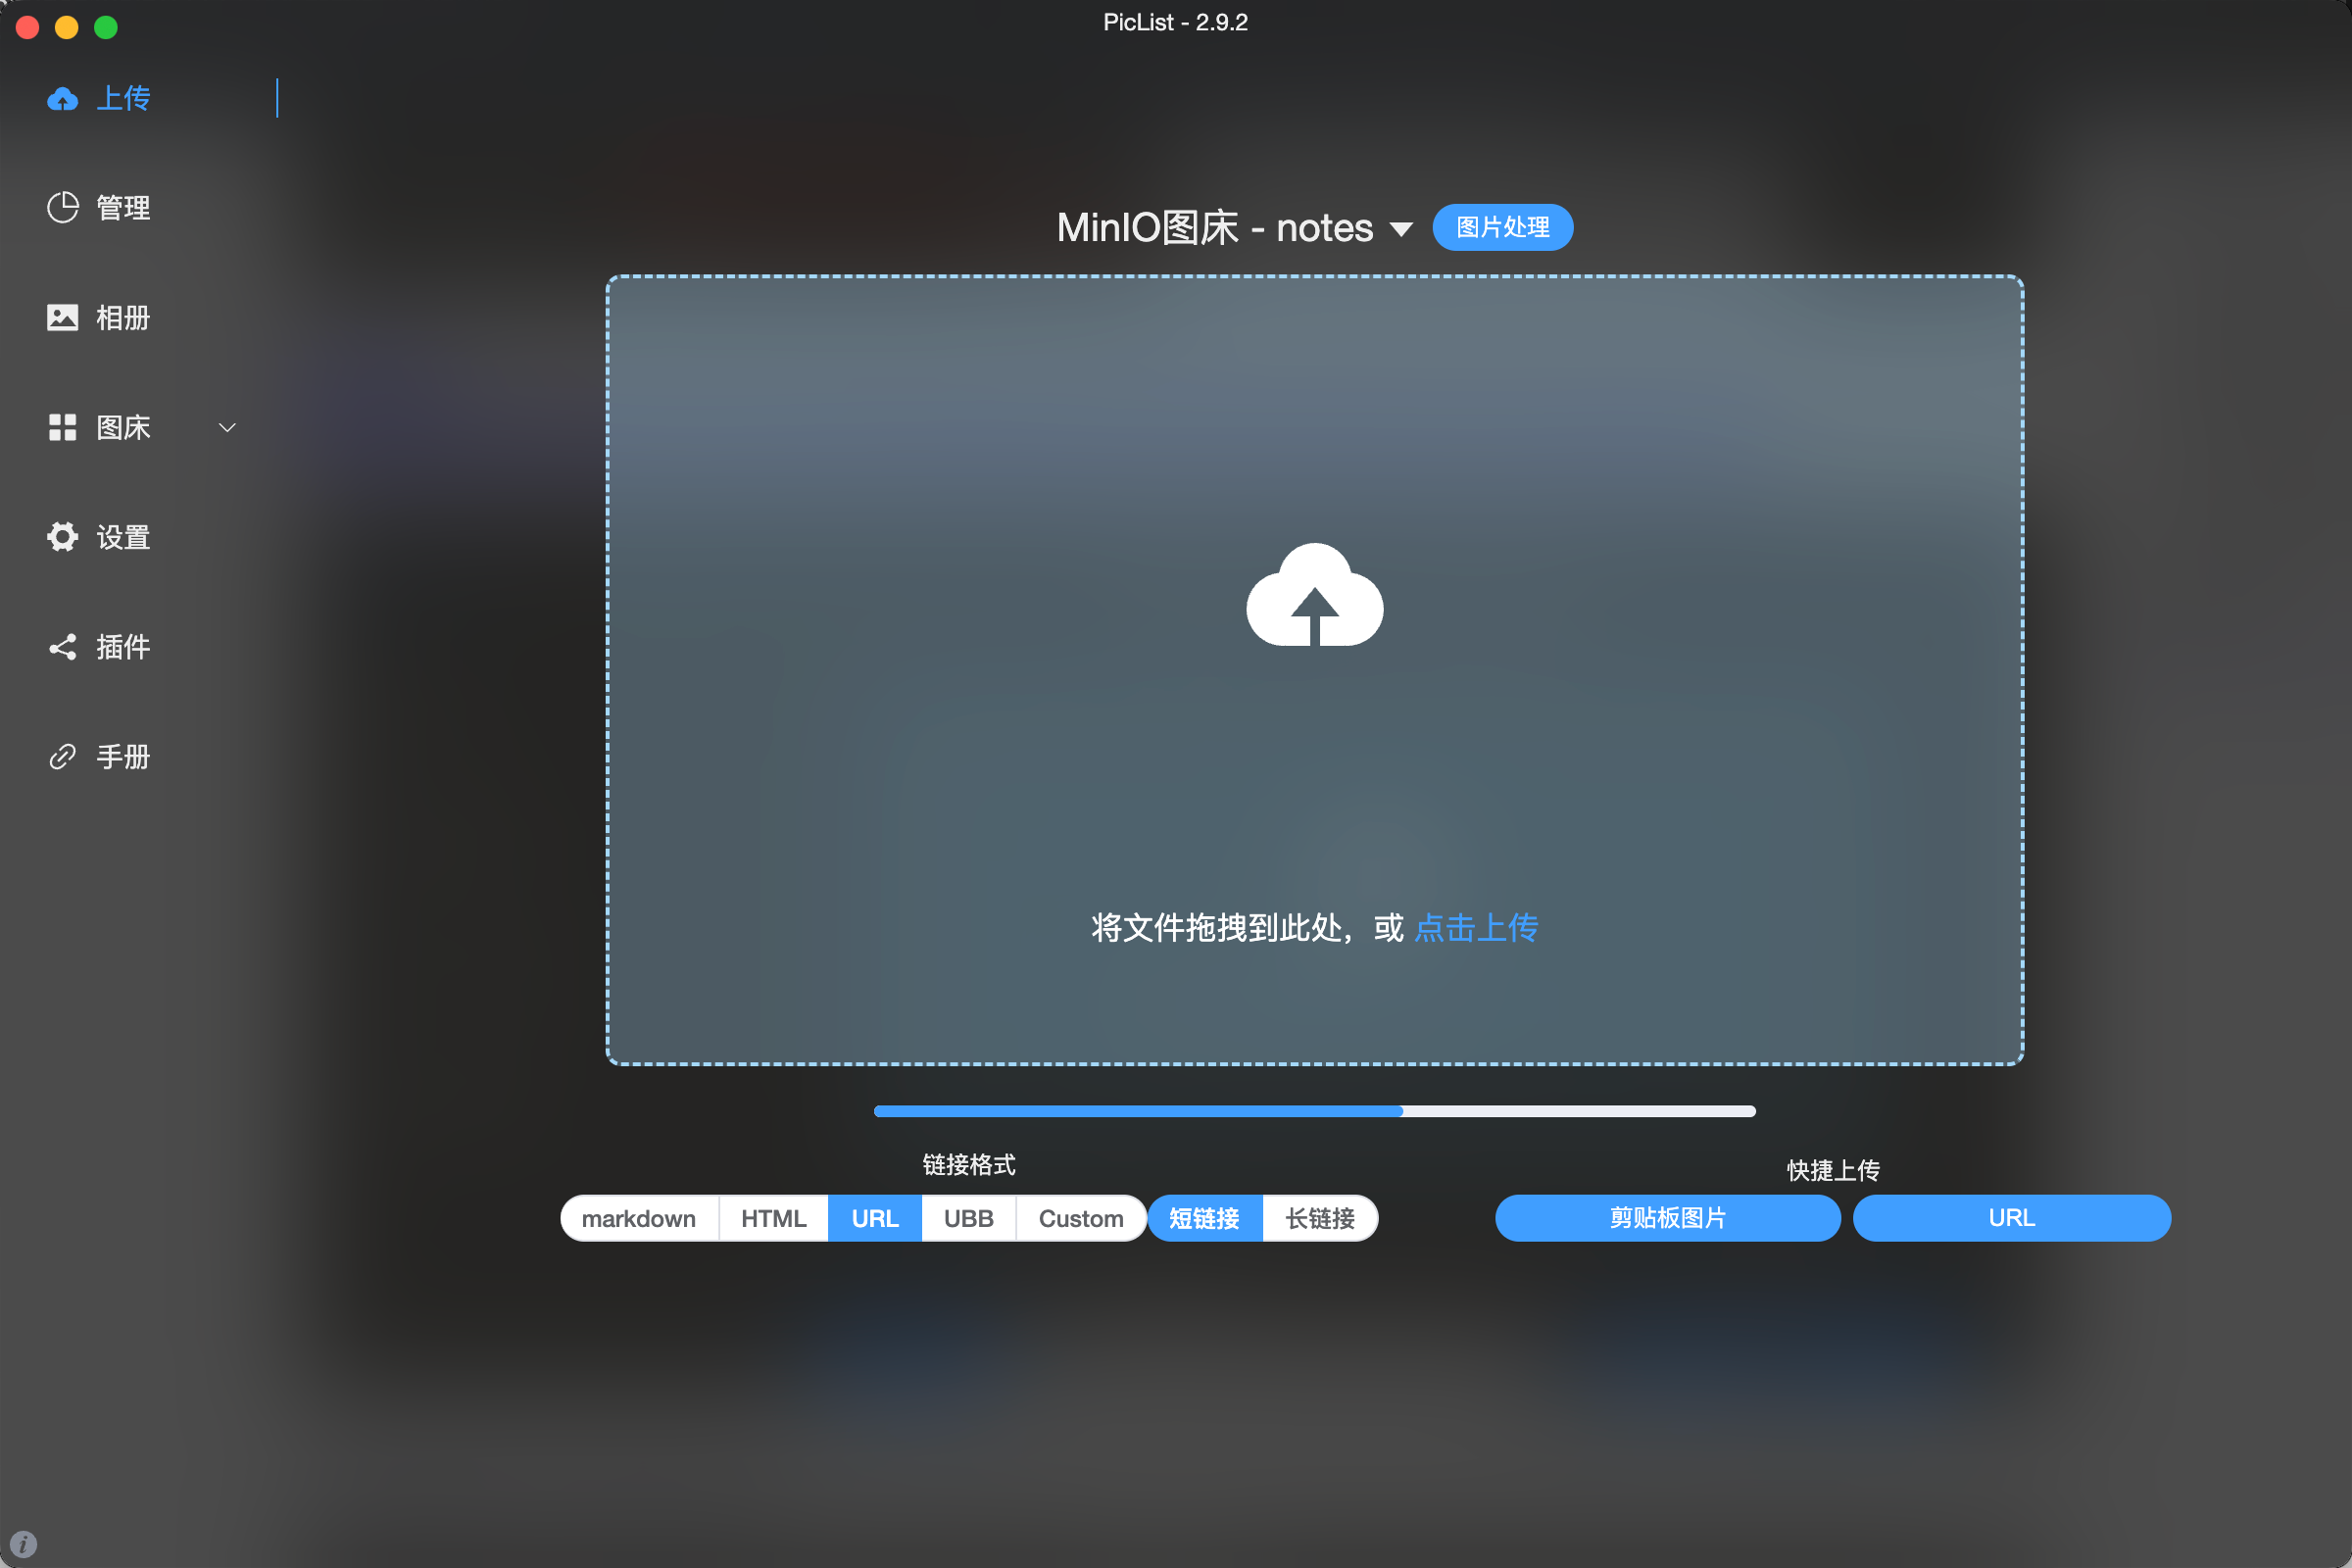 PicList - 2.9.2
上传
管理
相册
图床
设置
插件
手册
MinIO图床 - notes
图片处理
将文件拖拽到此处，或 点击上传
链接格式
markdown HTML URL UBB Custom 短链接 长链接
快捷上传
剪贴板图片 URL